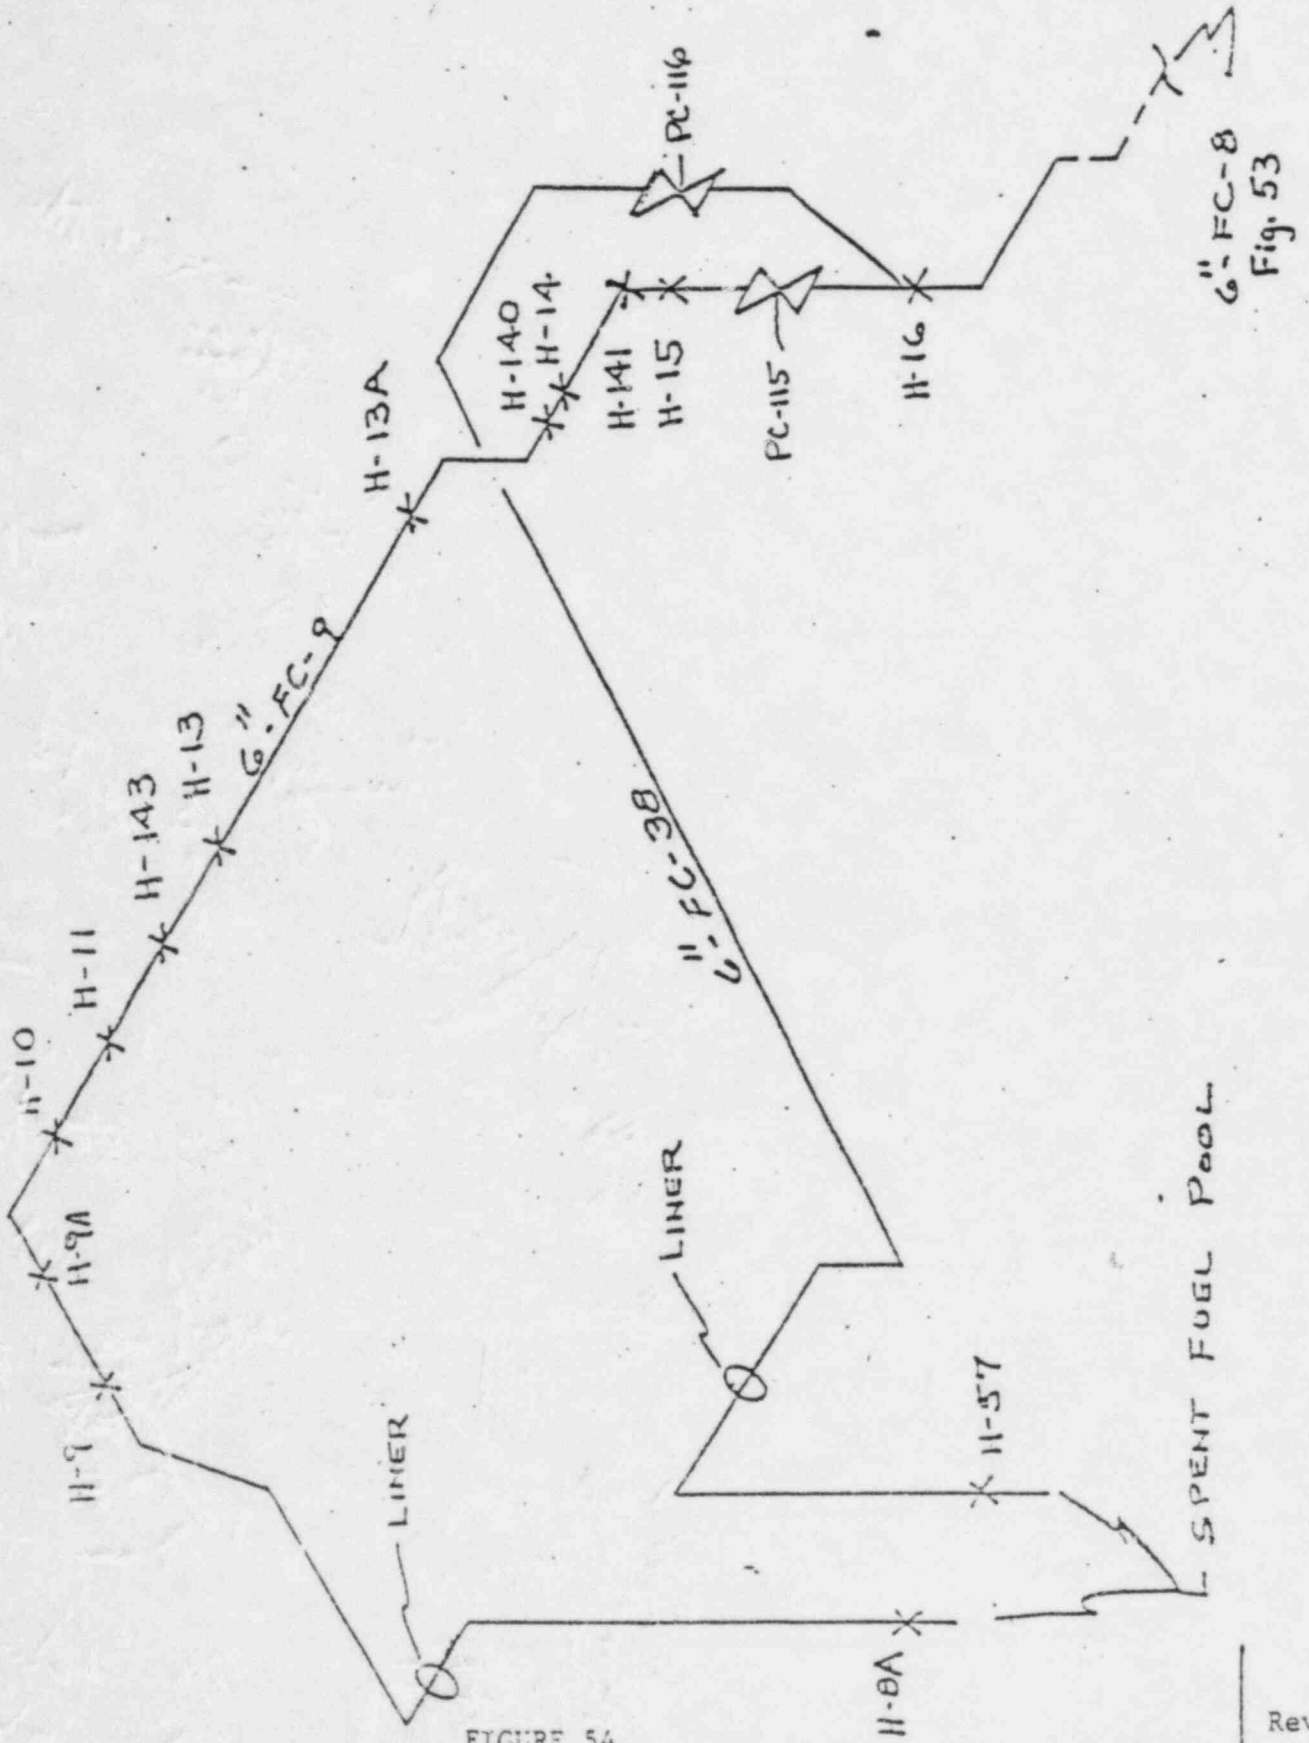 H-9
H-9A
H-10
H-11
H-143
H-13
6"-FC-9
H-13A
H-140
H-14
H-141
H-15
PC-115
PC-116
H-16
6"-FC-8
Fig. 53
6"-FC-38
LINER
LINER
H-57
H-8A
SPENT FUEL POOL
FIGURE 54
Rev